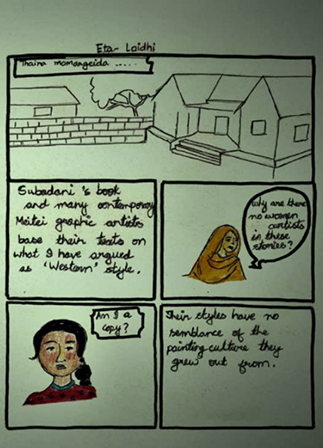 Eta- Laidhi
Thaina mamangeida .....
Subadani's book
and many contemporary
Meitei graphic artists
base their texts on
what I have argued
as 'Western' style.
Why are there
no women
artists
in these
stories?
Am I a
copy?
Their styles have no
semblance of the
painting culture they
grew out from.